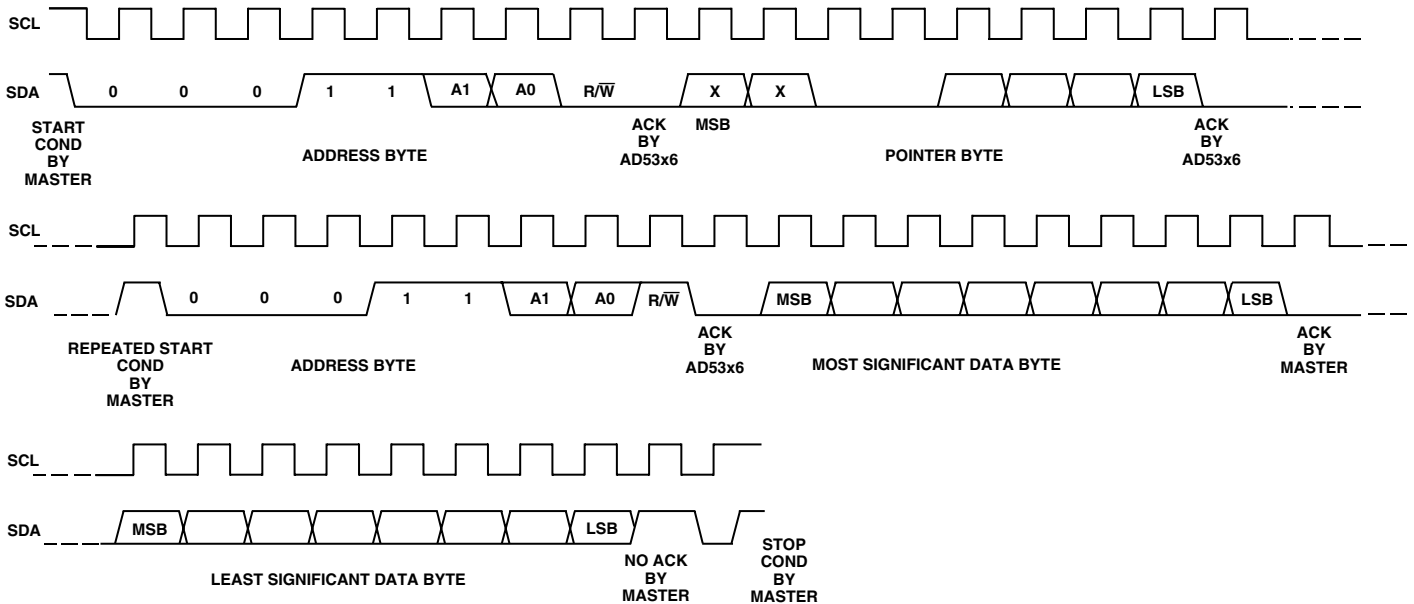 SCL
SDA 0 0 0 1 1 A1 A0 R/W̅ X X LSB
START COND BY MASTER
ADDRESS BYTE
ACK BY AD53x6
MSB
POINTER BYTE
ACK BY AD53x6
SCL
SDA 0 0 0 1 1 A1 A0 R/W̅ MSB LSB
REPEATED START COND BY MASTER
ADDRESS BYTE
ACK BY AD53x6
MOST SIGNIFICANT DATA BYTE
ACK BY MASTER
SCL
SDA MSB LSB
LEAST SIGNIFICANT DATA BYTE
NO ACK BY MASTER
STOP COND BY MASTER